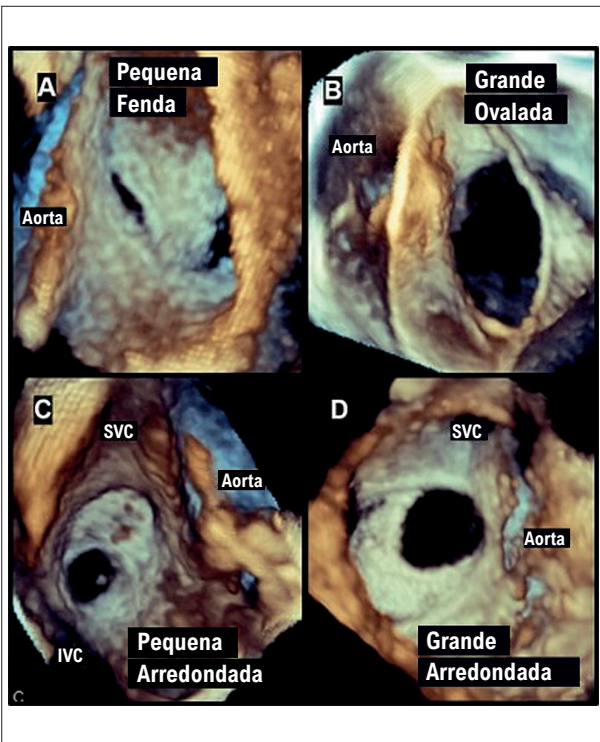 A
Pequena
Fenda
Aorta
B
Grande
Ovalada
Aorta
C
SVC
Aorta
IVC
Pequena
Arredondada
D
SVC
Aorta
Grande
Arredondada
C